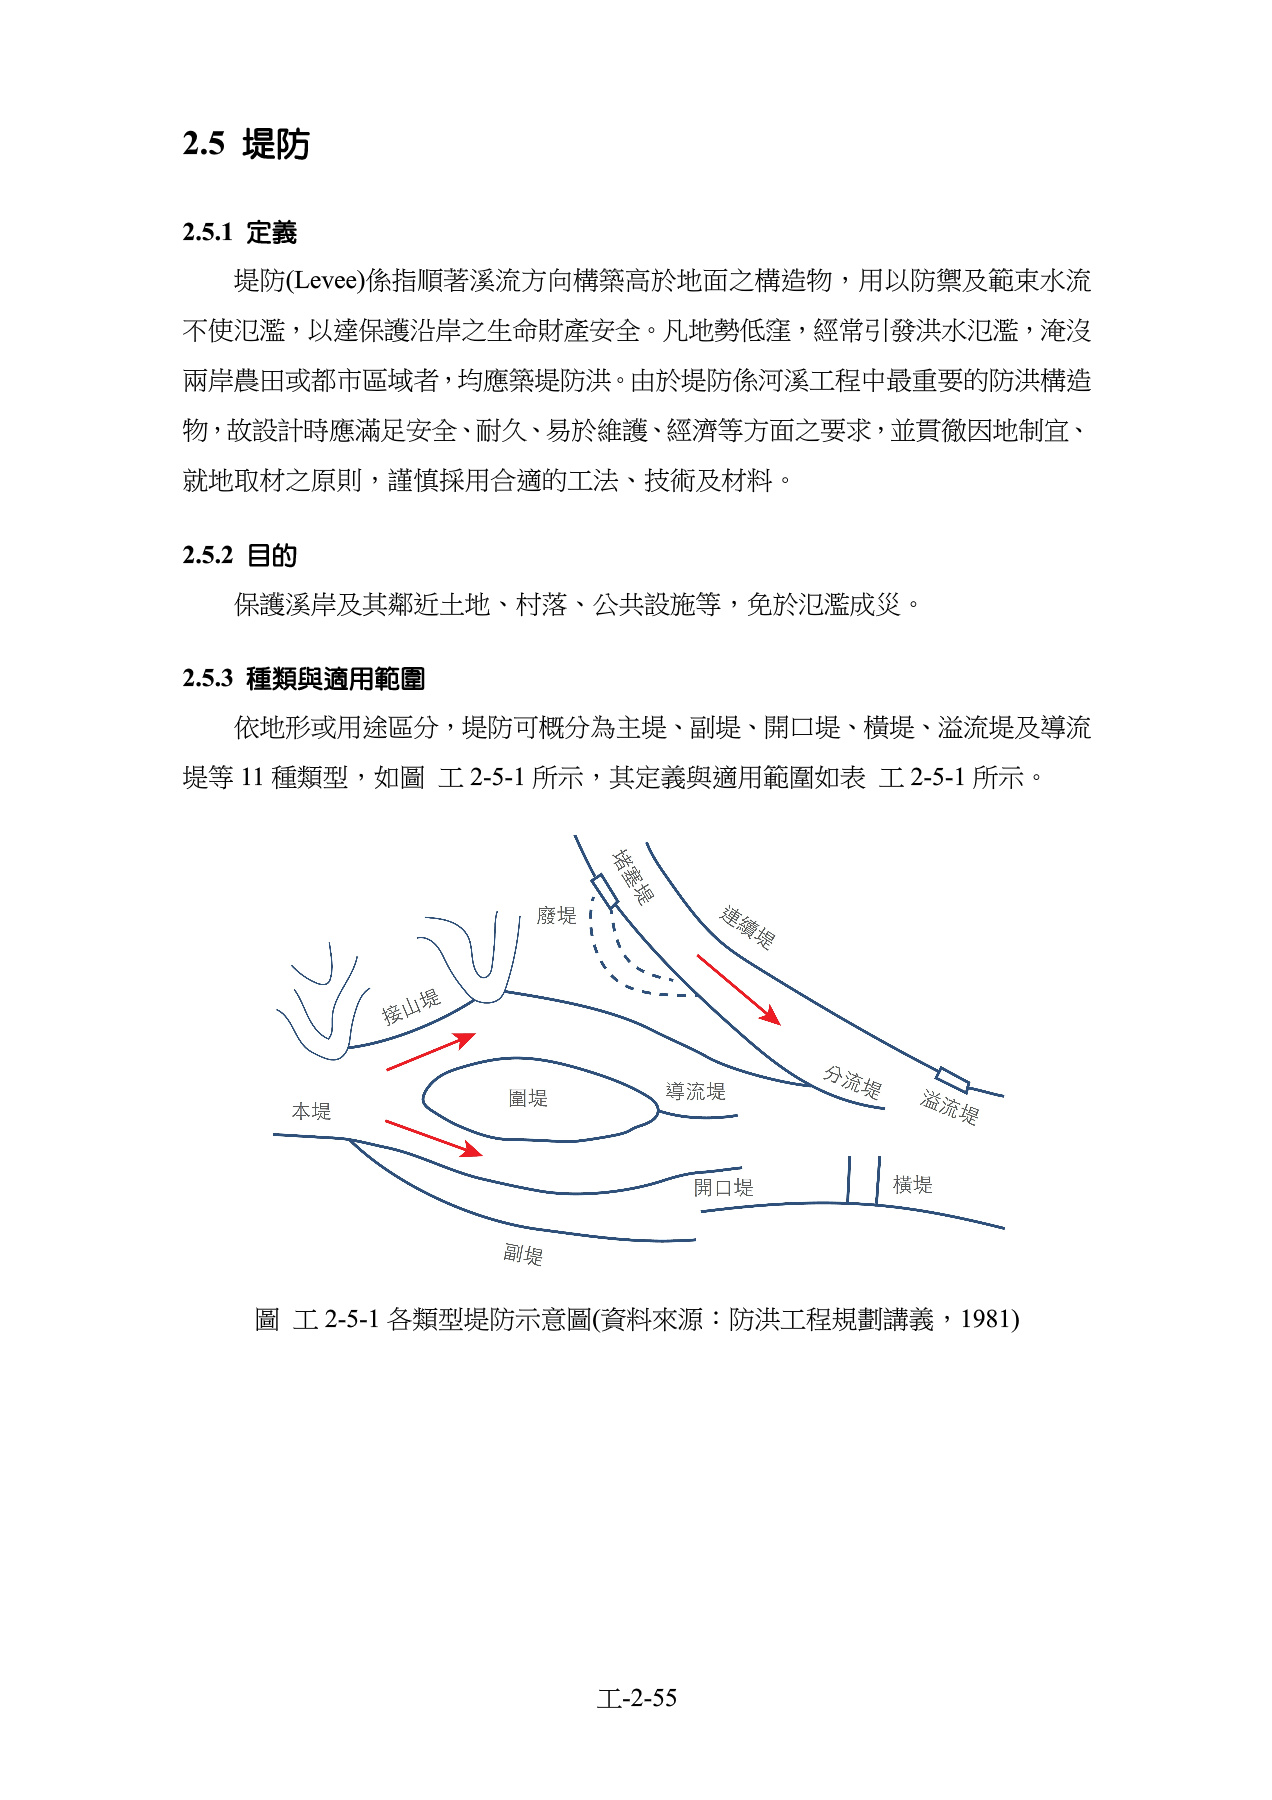 2.5 堤防
2.5.1 定義
堤防(Levee)係指順著溪流方向構築高於地面之構造物，用以防禦及範束水流
不使氾濫，以達保護沿岸之生命財產安全。凡地勢低窪，經常引發洪水氾濫，淹沒
兩岸農田或都市區域者，均應築堤防洪。由於堤防係河溪工程中最重要的防洪構造
物，故設計時應滿足安全、耐久、易於維護、經濟等方面之要求，並貫徹因地制宜、
就地取材之原則，謹慎採用合適的工法、技術及材料。
2.5.2 目的
保護溪岸及其鄰近土地、村落、公共設施等，免於氾濫成災。
2.5.3 種類與適用範圍
依地形或用途區分，堤防可概分為主堤、副堤、開口堤、橫堤、溢流堤及導流
堤等 11 種類型，如圖 工 2-5-1 所示，其定義與適用範圍如表 工 2-5-1 所示。
堵塞堤
廢堤
連續堤
接山堤
分流堤
導流堤
圍堤
溢流堤
本堤
開口堤
橫堤
副堤
圖 工 2-5-1 各類型堤防示意圖(資料來源：防洪工程規劃講義，1981)
工-2-55